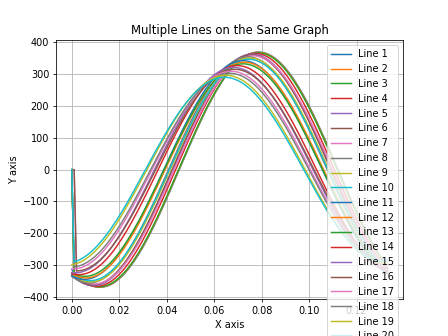 Multiple Lines on the Same Graph
400
300
200
100
0
−100
−200
−300
−400
Y axis
0.00
0.02
0.04
0.06
0.08
0.10
X axis
Line 1
Line 2
Line 3
Line 4
Line 5
Line 6
Line 7
Line 8
Line 9
Line 10
Line 11
Line 12
Line 13
Line 14
Line 15
Line 16
Line 17
Line 18
Line 19
Line 20